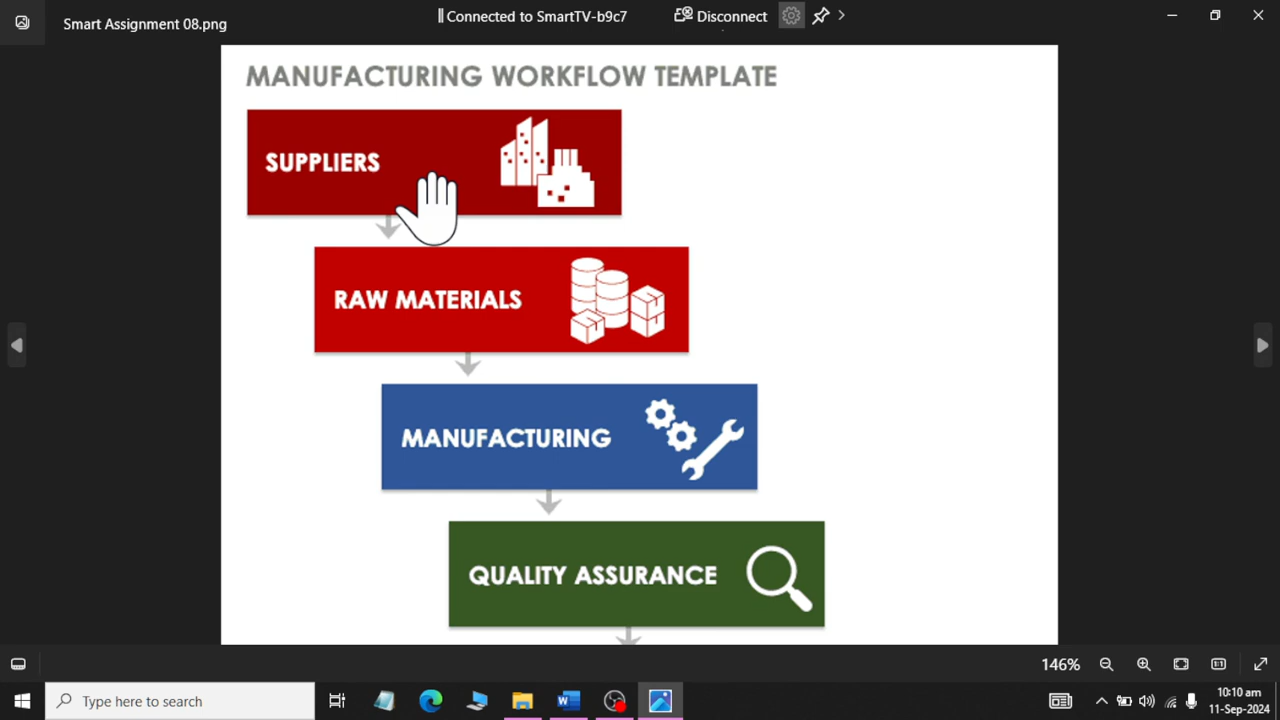 Smart Assignment 08.png
Connected to SmartTV-b9c7
Disconnect
MANUFACTURING WORKFLOW TEMPLATE
SUPPLIERS
RAW MATERIALS
MANUFACTURING
QUALITY ASSURANCE
146%
Type here to search
10:10 am
11-Sep-2024